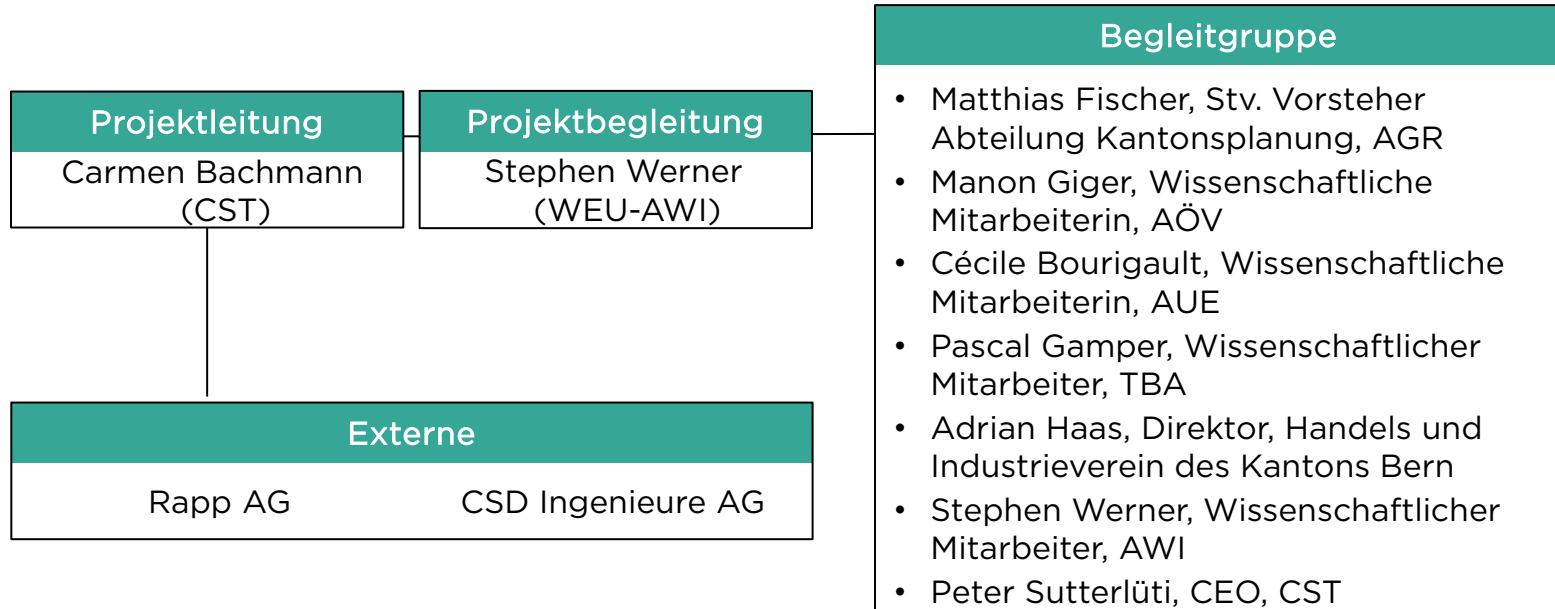 Projektleitung
Carmen Bachmann
(CST)
Projektbegleitung
Stephen Werner
(WEU-AWI)
Externe
Rapp AG
CSD Ingenieure AG
Begleitgruppe
• Matthias Fischer, Stv. Vorsteher
Abteilung Kantonsplanung, AGR
• Manon Giger, Wissenschaftliche
Mitarbeiterin, AÖV
• Cécile Bourigault, Wissenschaftliche
Mitarbeiterin, AUE
• Pascal Gamper, Wissenschaftlicher
Mitarbeiter, TBA
• Adrian Haas, Direktor, Handels und
Industrieverein des Kantons Bern
• Stephen Werner, Wissenschaftlicher
Mitarbeiter, AWI
• Peter Sutterlüti, CEO, CST